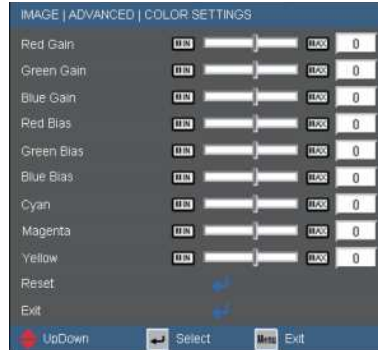 IMAGE | ADVANCED | COLOR SETTINGS
Red Gain MIN MAX 0
Green Gain MIN MAX 0
Blue Gain MIN MAX 0
Red Bias MIN MAX 0
Green Bias MIN MAX 0
Blue Bias MIN MAX 0
Cyan MIN MAX 0
Magenta MIN MAX 0
Yellow MIN MAX 0
Reset
Exit
UpDown Select Menu Exit